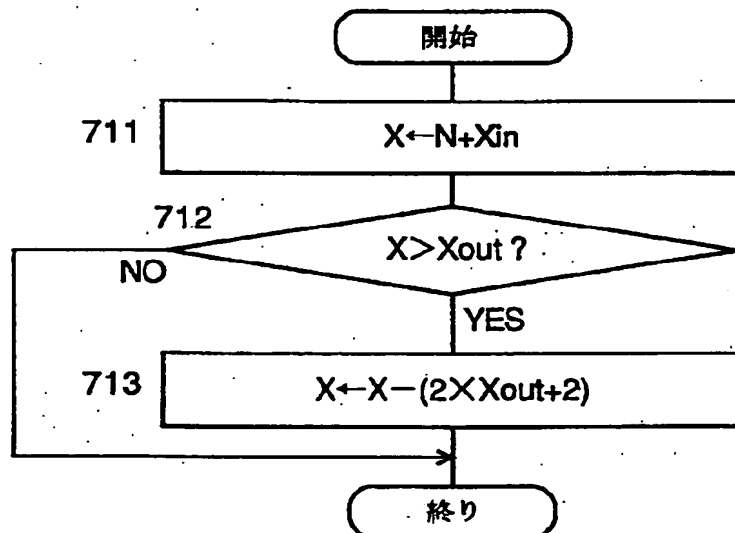 開始
711
X←N+Xin
712
X>Xout?
NO
YES
713
X←X−(2×Xout+2)
終り